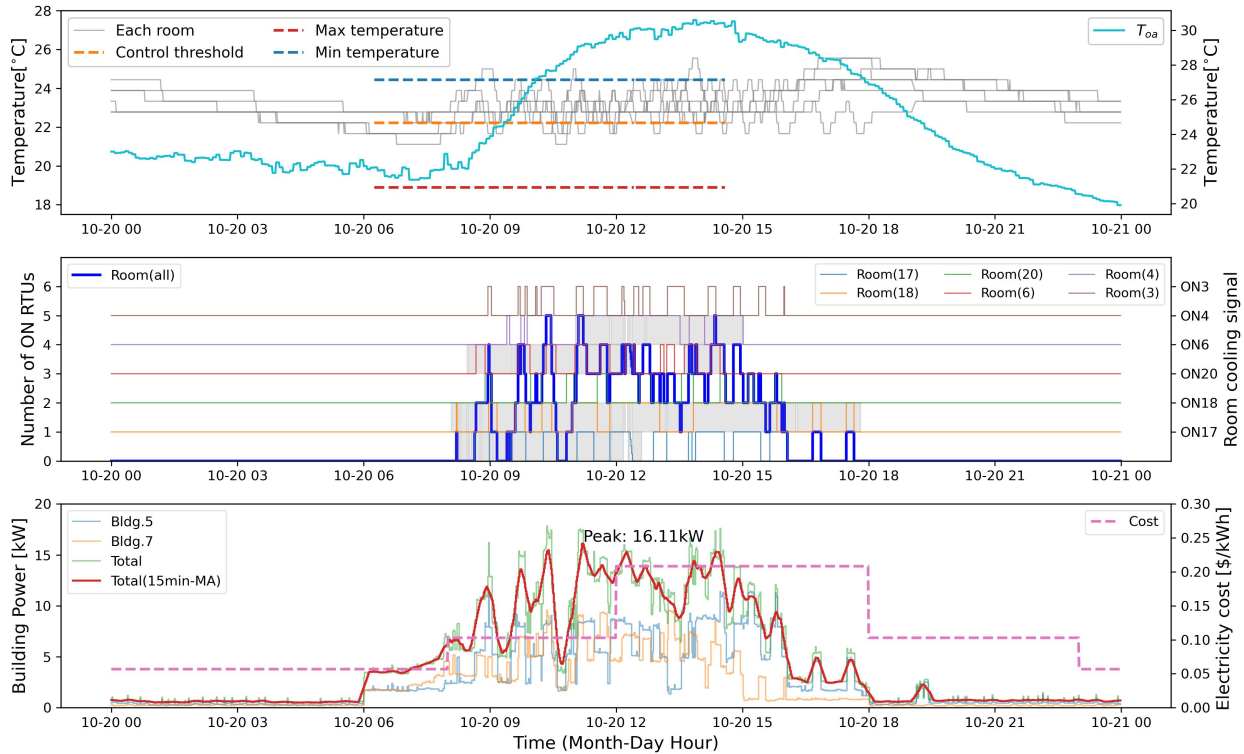 28
26
24
22
20
18
Temperature[°C]
Each room
Control threshold
Max temperature
Min temperature
T_oa
30
28
26
24
22
20
Temperature[°C]
10-20 00
10-20 03
10-20 06
10-20 09
10-20 12
10-20 15
10-20 18
10-20 21
10-21 00
6
5
4
3
2
1
0
Number of ON RTUs
Room(all)
Room(17)
Room(18)
Room(20)
Room(6)
Room(4)
Room(3)
ON3
ON4
ON6
ON20
ON18
ON17
Room cooling signal
10-20 00
10-20 03
10-20 06
10-20 09
10-20 12
10-20 15
10-20 18
10-20 21
10-21 00
20
15
10
5
0
Building Power [kW]
Bldg.5
Bldg.7
Total
Total(15min-MA)
Peak: 16.11kW
Cost
0.30
0.25
0.20
0.15
0.10
0.05
0.00
Electricity cost [$/kWh]
10-20 00
10-20 03
10-20 06
10-20 09
10-20 12
10-20 15
10-20 18
10-20 21
10-21 00
Time (Month-Day Hour)